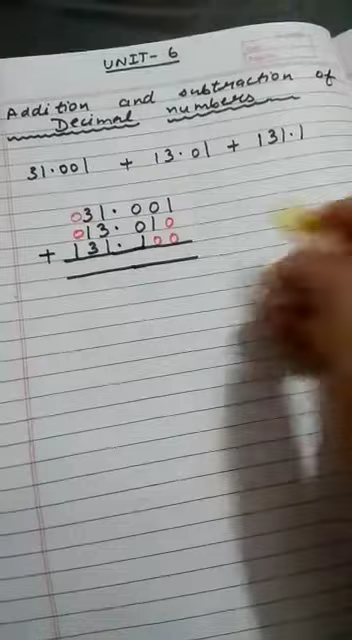 UNIT- 6
Addition and subtraction of
Decimal numbers
31.001 + 13.01 + 131.1
031.001
013.010
+ 131.100